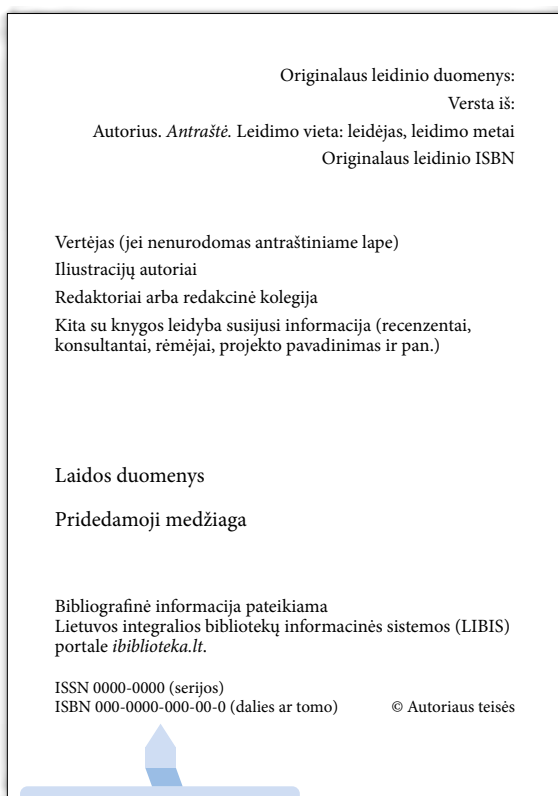 Originalaus leidinio duomenys:
Versta iš:
Autorius. Antraštė. Leidimo vieta: leidėjas, leidimo metai
Originalaus leidinio ISBN
Vertėjas (jei nenurodomas antraštiniame lape)
Iliustracijų autoriai
Redaktoriai arba redakcinė kolegija
Kita su knygos leidyba susijusi informacija (recenzentai,
konsultantai, rėmėjai, projekto pavadinimas ir pan.)
Laidos duomenys
Pridedamoji medžiaga
Bibliografinė informacija pateikiama
Lietuvos integralios bibliotekų informacinės sistemos (LIBIS)
portale ibiblioteka.lt.
ISSN 0000-0000 (serijos)
ISBN 000-0000-000-00-0 (dalies ar tomo) © Autoriaus teisės